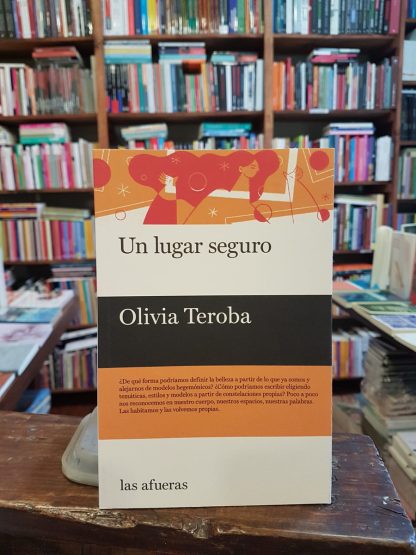 Un lugar seguro
Olivia Teroba
¿De qué forma podríamos definir la belleza a partir de lo que ya somos y
alejarnos de modelos hegemónicos? ¿Cómo podríamos escribir eligiendo
temáticas, estilos y modelos a partir de constelaciones propias? Poco a poco
nos reconocemos en nuestro cuerpo, nuestros espacios, nuestras palabras.
Las habitamos y las volvemos propias.
las afueras